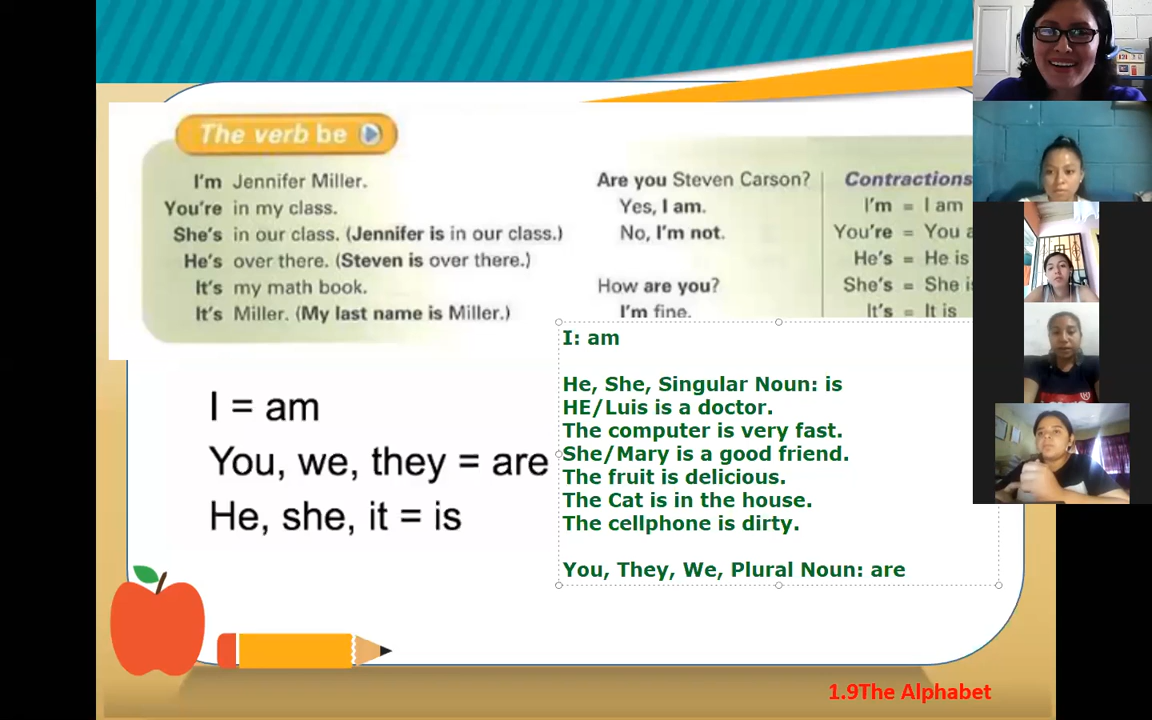 The verb be
I'm Jennifer Miller.
You're in my class.
She's in our class. (Jennifer is in our class.)
He's over there. (Steven is over there.)
It's my math book.
It's Miller. (My last name is Miller.)
Are you Steven Carson?
Yes, I am.
No, I'm not.
How are you?
I'm fine.
Contractions
I'm = I am
You're = You a
He's = He is
She's = She i
It's = It is
I = am
You, we, they = are
He, she, it = is
I: am
He, She, Singular Noun: is
HE/Luis is a doctor.
The computer is very fast.
She/Mary is a good friend.
The fruit is delicious.
The Cat is in the house.
The cellphone is dirty.
You, They, We, Plural Noun: are
1.9The Alphabet